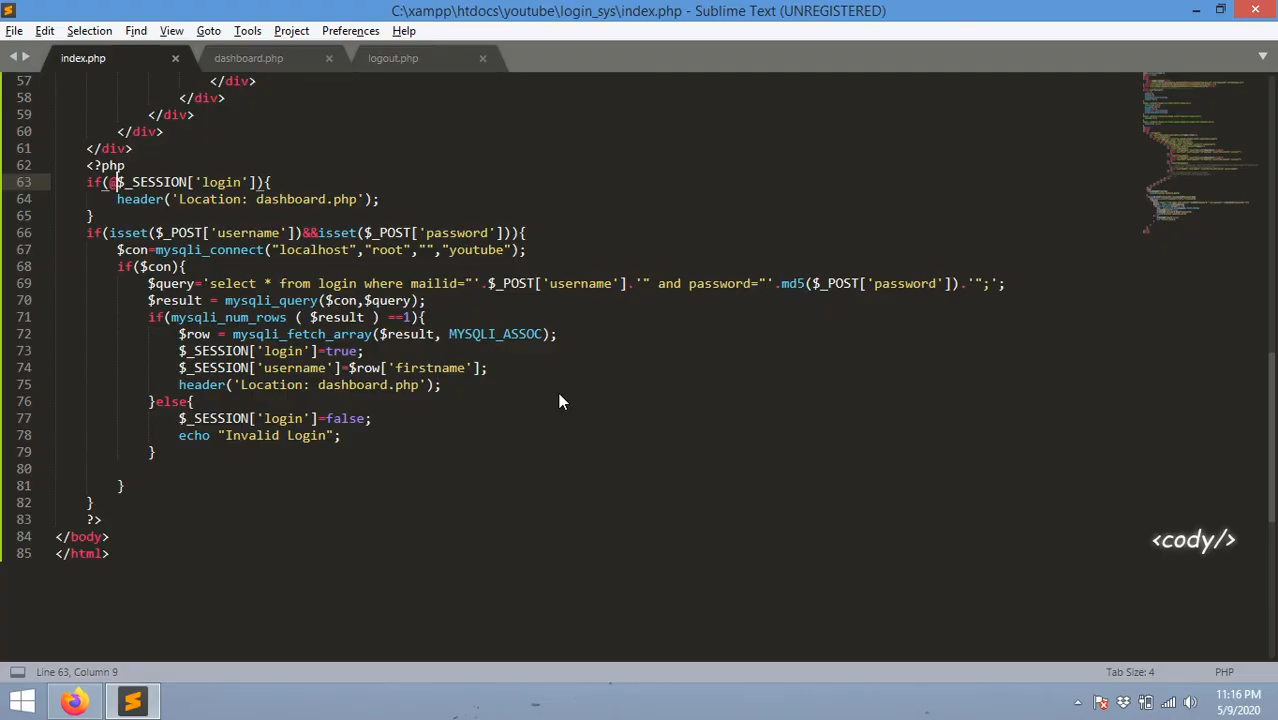 C:\xampp\htdocs\youtube\login_sys\index.php - Sublime Text (UNREGISTERED)
File Edit Selection Find View Goto Tools Project Preferences Help
index.php dashboard.php logout.php
57 </div>
58 </div>
59 </div>
60 </div>
61 </div>
62 <?php
63 if(@$_SESSION['login']){
64 header('Location: dashboard.php');
65 }
66 if(isset($_POST['username'])&&isset($_POST['password'])){
67 $con=mysqli_connect("localhost","root","","youtube");
68 if($con){
69 $query='select * from login where mailid="'.$_POST['username'].'" and password="'.md5($_POST['password']).'";';
70 $result = mysqli_query($con,$query);
71 if(mysqli_num_rows ( $result ) ==1){
72 $row = mysqli_fetch_array($result, MYSQLI_ASSOC);
73 $_SESSION['login']=true;
74 $_SESSION['username']=$row['firstname'];
75 header('Location: dashboard.php');
76 }else{
77 $_SESSION['login']=false;
78 echo "Invalid Login";
79 }
80
81 }
82 }
83 ?>
84 </body>
85 </html>
<cody/>
Line 63, Column 9 Tab Size: 4 PHP
11:16 PM
5/9/2020